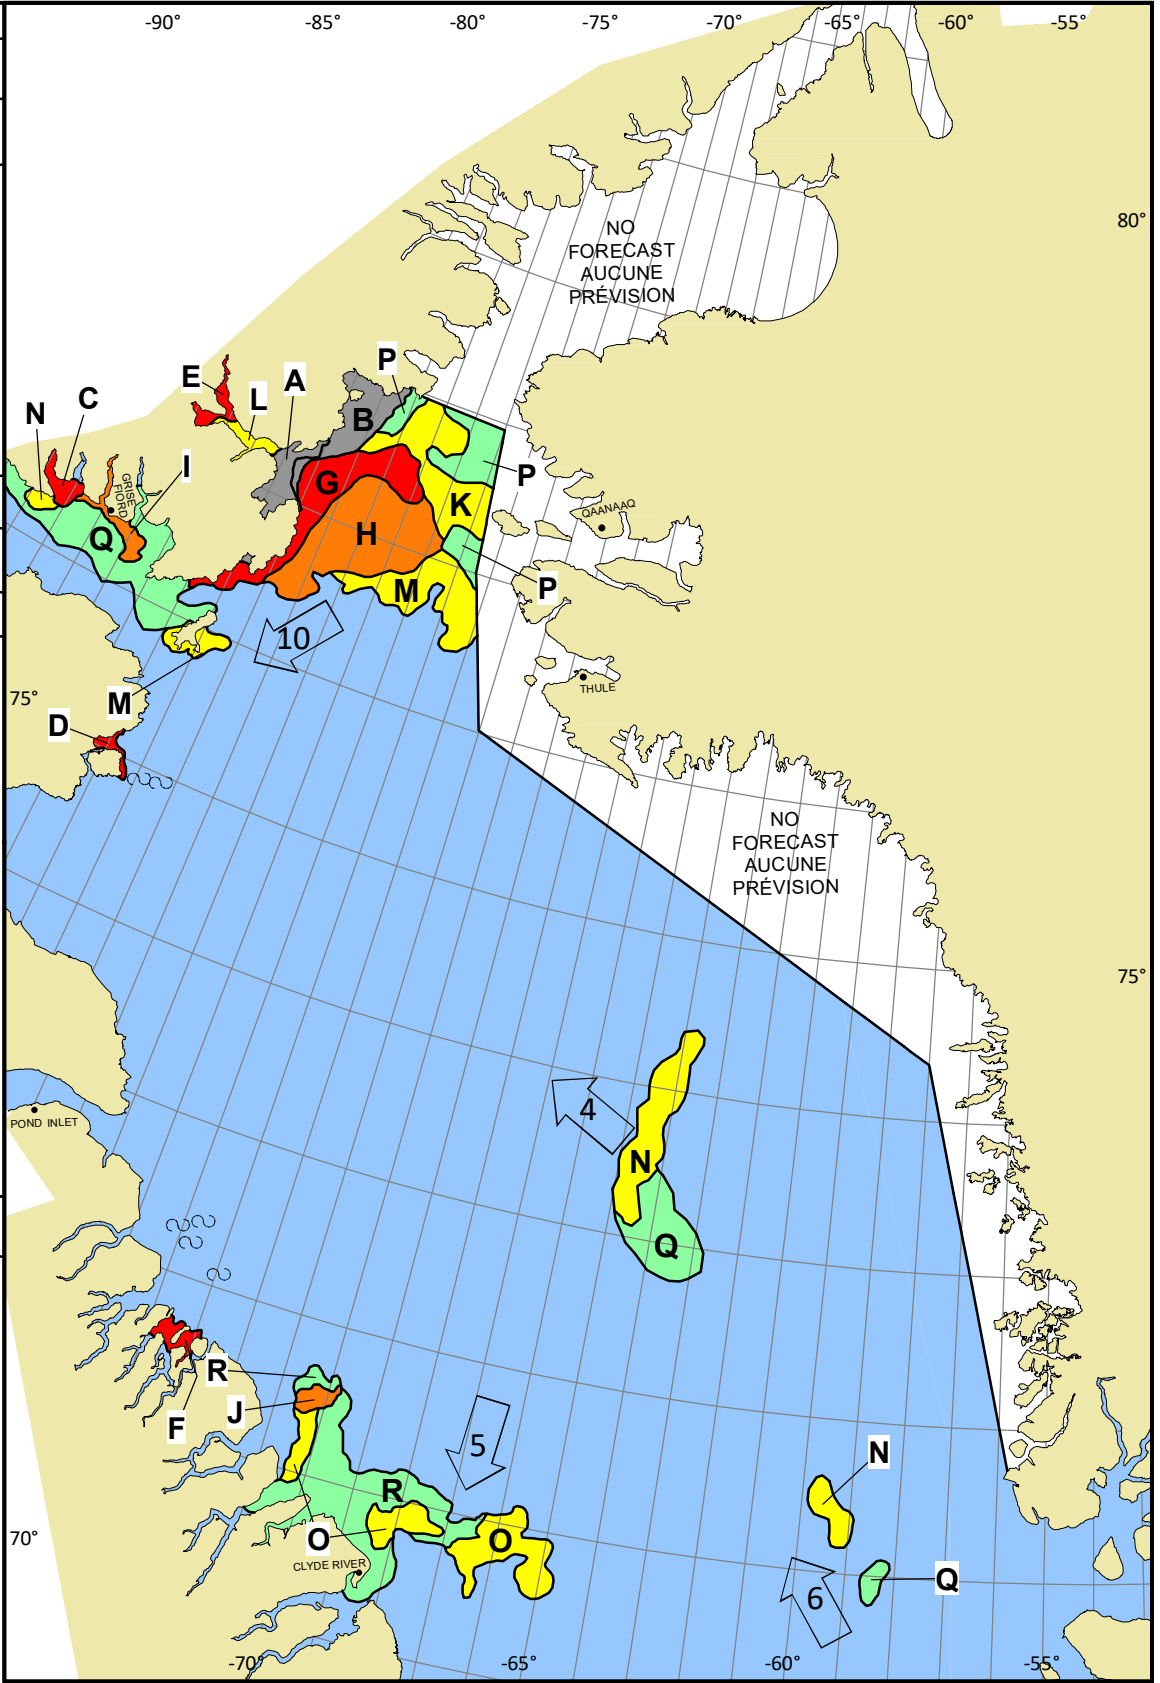 -90°
-85°
-80°
-75°
-70°
-65°
-60°
-55°
80°
NO
FORECAST
AUCUNE
PRÉVISION
P
E
L
A
N
C
B
I
GRISE
FIORD
G
P
K
QAANAAQ
Q
H
M
P
10
THULE
75°
M
D
NO
FORECAST
AUCUNE
PRÉVISION
75°
4
POND INLET
N
Q
R
J
F
5
N
R
O
O
70°
CLYDE RIVER
Q
6
-70°
-65°
-60°
-55°